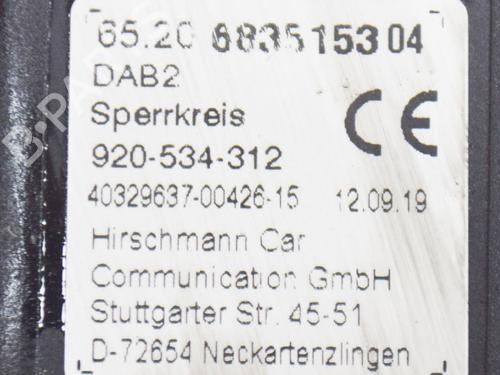 65.20 6835153 04
DAB2
Sperrkreis
920-534-312
CE
40329637-00426-15 12.09.19
Hirschmann Car
Communication GmbH
Stuttgarter Str. 45-51
D-72654 Neckartenzlingen